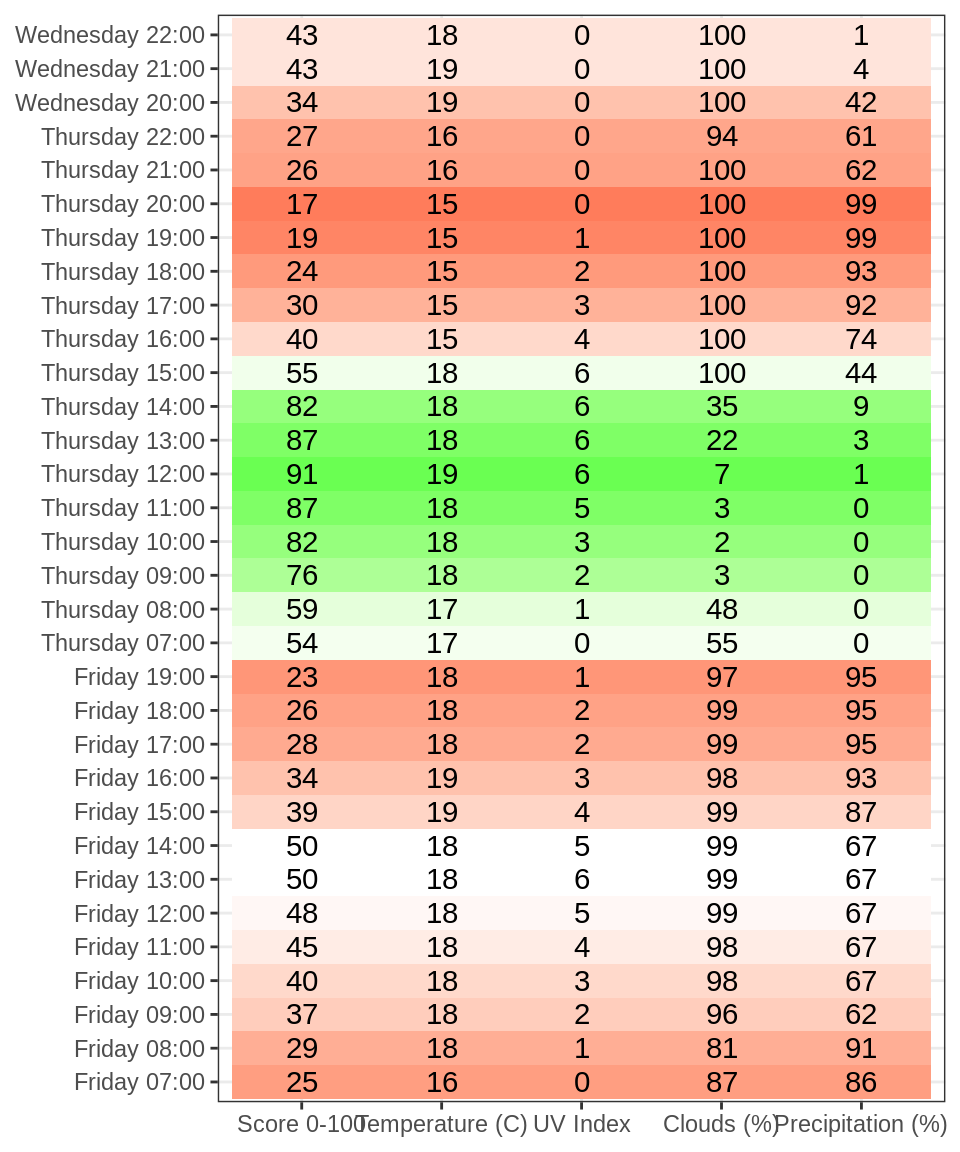 Wednesday 22:00 43 18 0 100 1
Wednesday 21:00 43 19 0 100 4
Wednesday 20:00 34 19 0 100 42
Thursday 22:00 27 16 0 94 61
Thursday 21:00 26 16 0 100 62
Thursday 20:00 17 15 0 100 99
Thursday 19:00 19 15 1 100 99
Thursday 18:00 24 15 2 100 93
Thursday 17:00 30 15 3 100 92
Thursday 16:00 40 15 4 100 74
Thursday 15:00 55 18 6 100 44
Thursday 14:00 82 18 6 35 9
Thursday 13:00 87 18 6 22 3
Thursday 12:00 91 19 6 7 1
Thursday 11:00 87 18 5 3 0
Thursday 10:00 82 18 3 2 0
Thursday 09:00 76 18 2 3 0
Thursday 08:00 59 17 1 48 0
Thursday 07:00 54 17 0 55 0
Friday 19:00 23 18 1 97 95
Friday 18:00 26 18 2 99 95
Friday 17:00 28 18 2 99 95
Friday 16:00 34 19 3 98 93
Friday 15:00 39 19 4 99 87
Friday 14:00 50 18 5 99 67
Friday 13:00 50 18 6 99 67
Friday 12:00 48 18 5 99 67
Friday 11:00 45 18 4 98 67
Friday 10:00 40 18 3 98 67
Friday 09:00 37 18 2 96 62
Friday 08:00 29 18 1 81 91
Friday 07:00 25 16 0 87 86
Score 0-100 Temperature (C) UV Index Clouds (%) Precipitation (%)